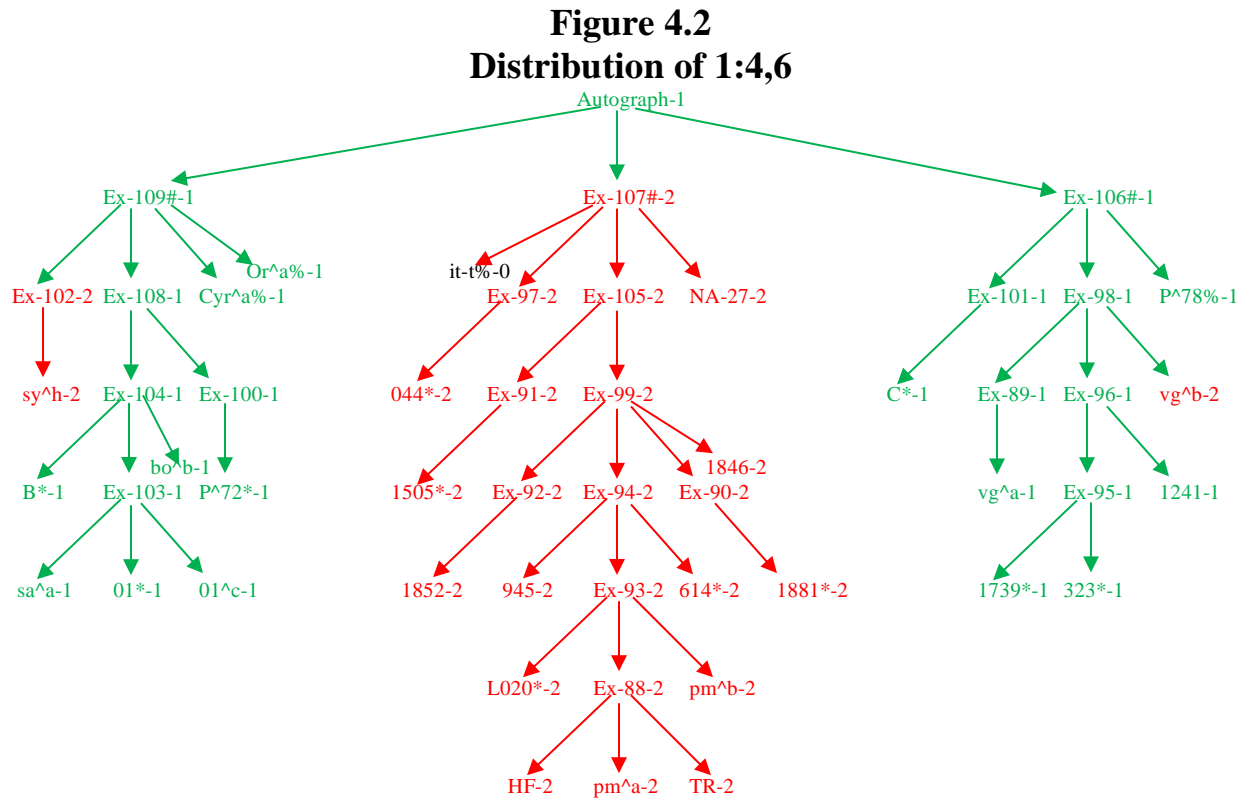 Figure 4.2
Distribution of 1:4,6
Autograph-1
Ex-109#-1 Ex-107#-2 Ex-106#-1
Or^a%-1 it-t%-0
Ex-102-2 Ex-108-1 Cyr^a%-1 Ex-97-2 Ex-105-2 NA-27-2 Ex-101-1 Ex-98-1 P^78%-1
sy^h-2 Ex-104-1 Ex-100-1 044*-2 Ex-91-2 Ex-99-2 C*-1 Ex-89-1 Ex-96-1 vg^b-2
bo^b-1 1846-2
B*-1 Ex-103-1 P^72*-1 1505*-2 Ex-92-2 Ex-94-2 Ex-90-2 vg^a-1 Ex-95-1 1241-1
sa^a-1 01*-1 01^c-1 1852-2 945-2 Ex-93-2 614*-2 1881*-2 1739*-1 323*-1
L020*-2 Ex-88-2 pm^b-2
HF-2 pm^a-2 TR-2